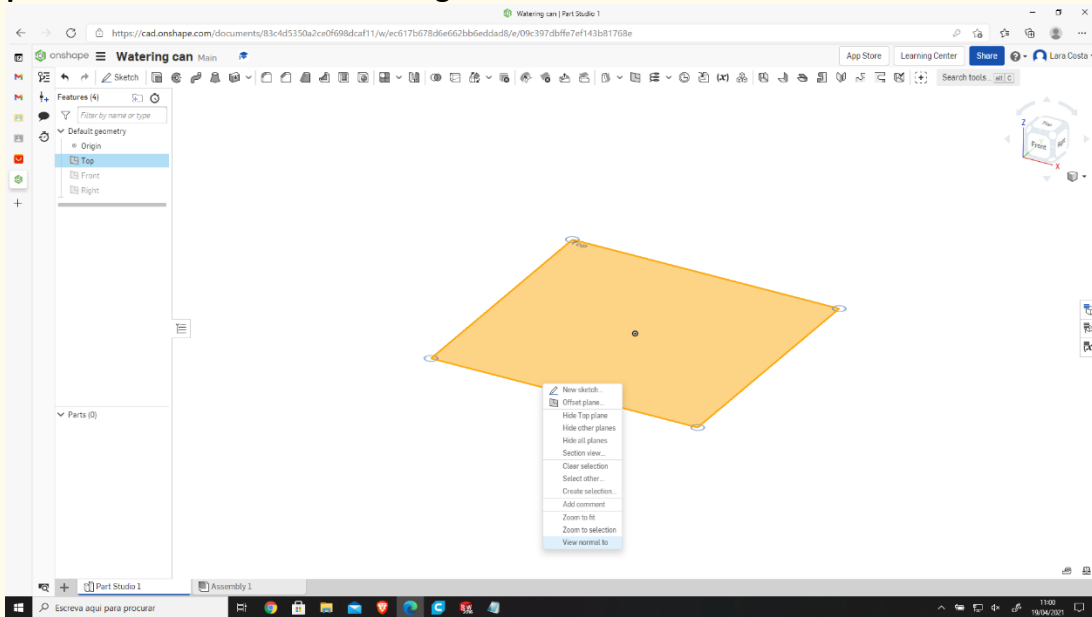 Watering can | Part Studio 1
https://cad.onshape.com/documents/83c4d5350a2ce0f698dcaf11/w/ec617b678d6e662bb6eddad8/e/09c397dbffe7ef143b81768e
onshape Watering can Main App Store Learning Center Share Lara Costa
Sketch Search tools... alt C
Features (4)
Filter by name or type
Default geometry
Origin
Top
Front
Right
Z
Front
X
New sketch...
Offset plane...
Hide Top plane
Hide other planes
Hide all planes
Section view...
Clear selection
Select other...
Create selection...
Add comment
Zoom to fit
Zoom to selection
View normal to
Parts (0)
Part Studio 1 Assembly 1
Escreva aqui para procurar
11:00
19/04/2021